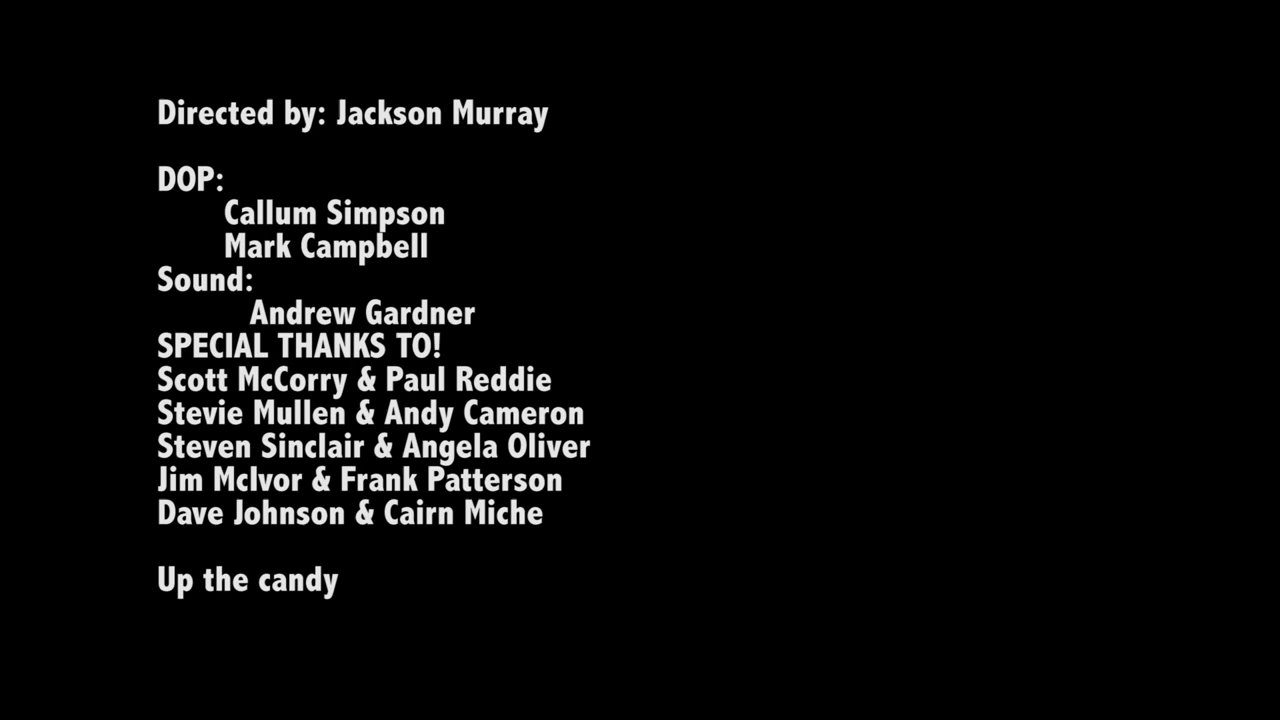 Directed by: Jackson Murray
DOP:
Callum Simpson
Mark Campbell
Sound:
Andrew Gardner
SPECIAL THANKS TO!
Scott McCorry & Paul Reddie
Stevie Mullen & Andy Cameron
Steven Sinclair & Angela Oliver
Jim McIvor & Frank Patterson
Dave Johnson & Cairn Miche
Up the candy